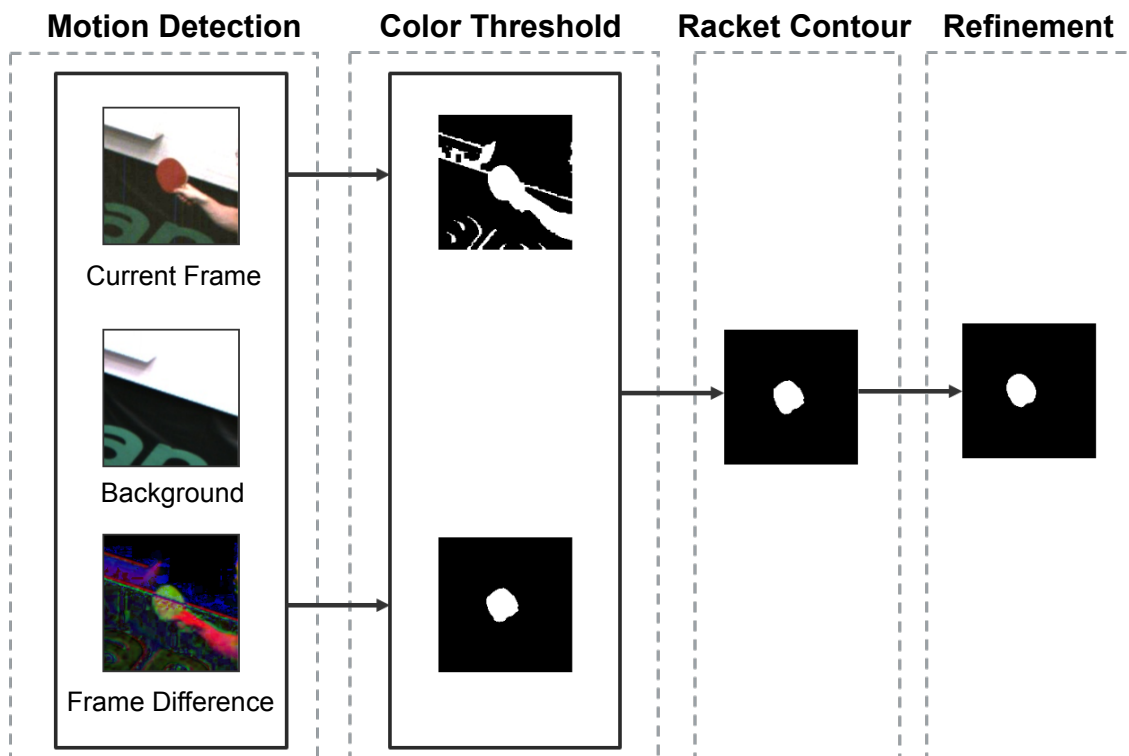 Motion Detection
Color Threshold
Racket Contour
Refinement
Current Frame
Background
Frame Difference